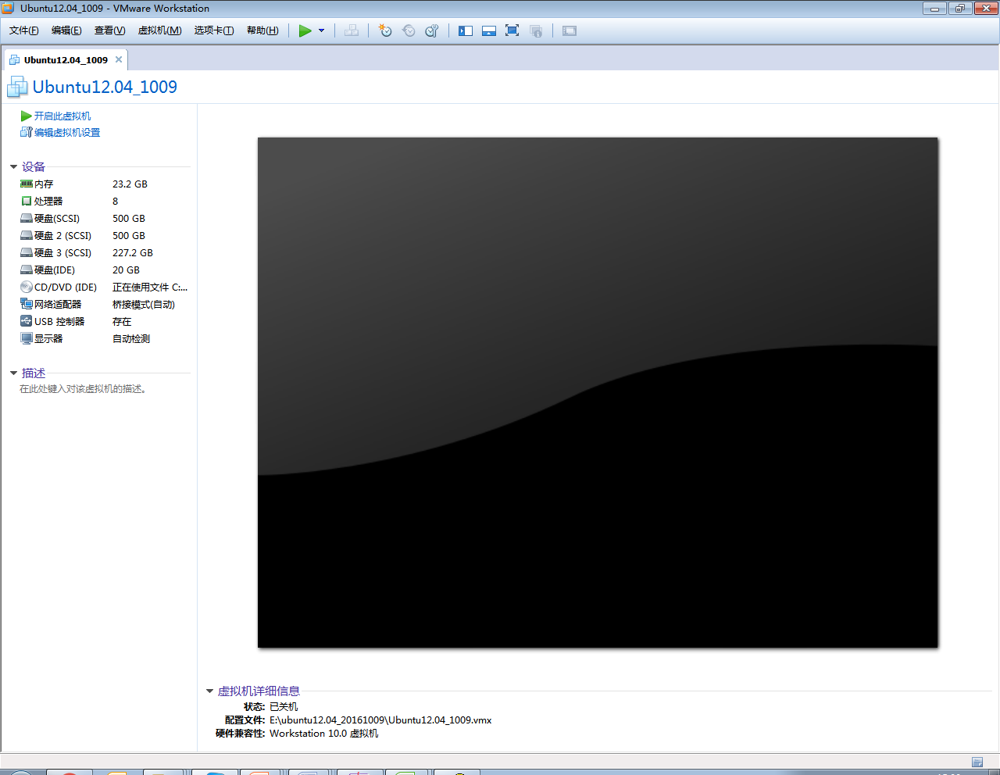 Ubuntu12.04_1009 - VMware Workstation
文件(F) 编辑(E) 查看(V) 虚拟机(M) 选项卡(T) 帮助(H)
Ubuntu12.04_1009
Ubuntu12.04_1009
开启此虚拟机
编辑虚拟机设置
设备
内存 23.2 GB
处理器 8
硬盘(SCSI) 500 GB
硬盘 2 (SCSI) 500 GB
硬盘 3 (SCSI) 227.2 GB
硬盘(IDE) 20 GB
CD/DVD (IDE) 正在使用文件 C:...
网络适配器 桥接模式(自动)
USB 控制器 存在
显示器 自动检测
描述
在此处键入对该虚拟机的描述。
虚拟机详细信息
状态: 已关机
配置文件: E:\ubuntu12.04_20161009\Ubuntu12.04_1009.vmx
硬件兼容性: Workstation 10.0 虚拟机